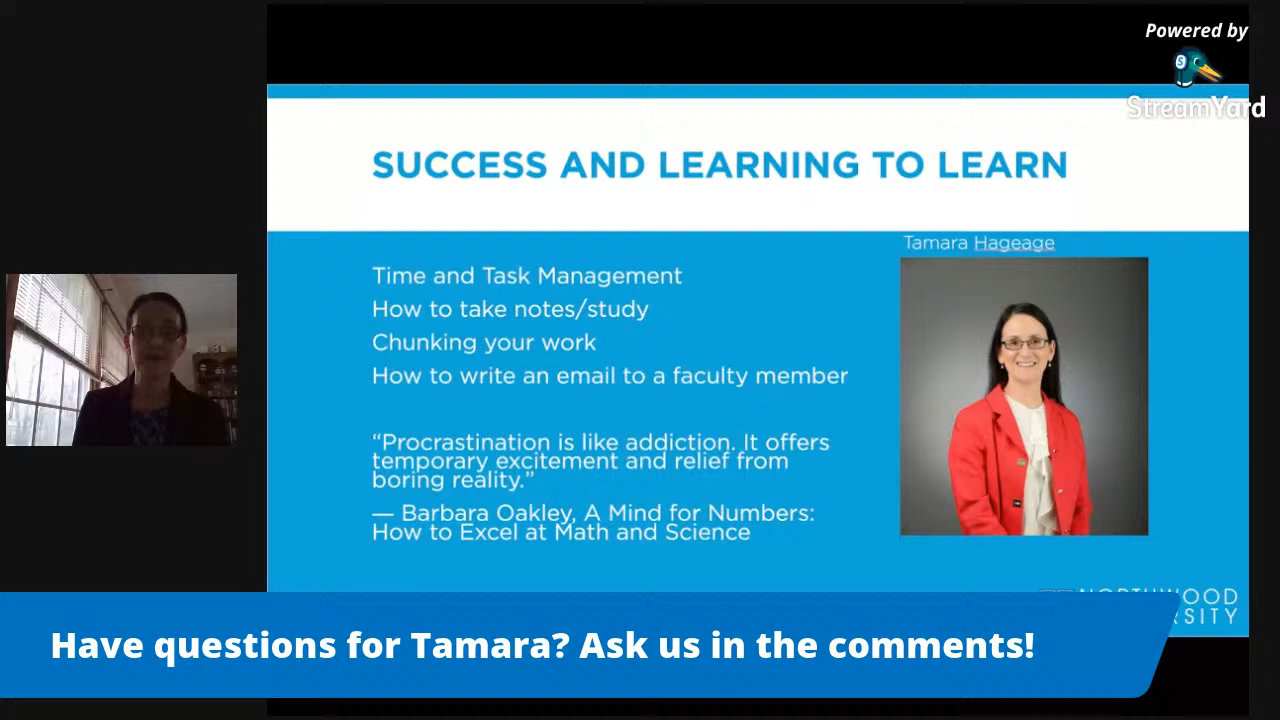 Powered by
StreamYard
SUCCESS AND LEARNING TO LEARN
Tamara Hageage
Time and Task Management
How to take notes/study
Chunking your work
How to write an email to a faculty member
“Procrastination is like addiction. It offers
temporary excitement and relief from
boring reality.”
— Barbara Oakley, A Mind for Numbers:
How to Excel at Math and Science
NORTHWOOD
Have questions for Tamara? Ask us in the comments!